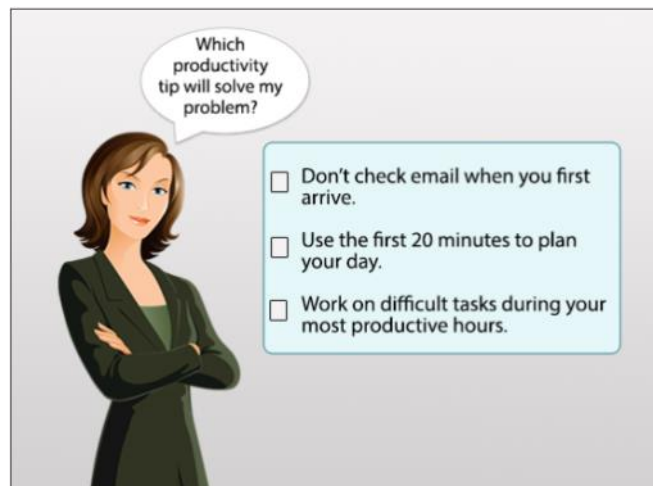 Which
productivity
tip will solve my
problem?
Don't check email when you first
arrive.
Use the first 20 minutes to plan
your day.
Work on difficult tasks during your
most productive hours.